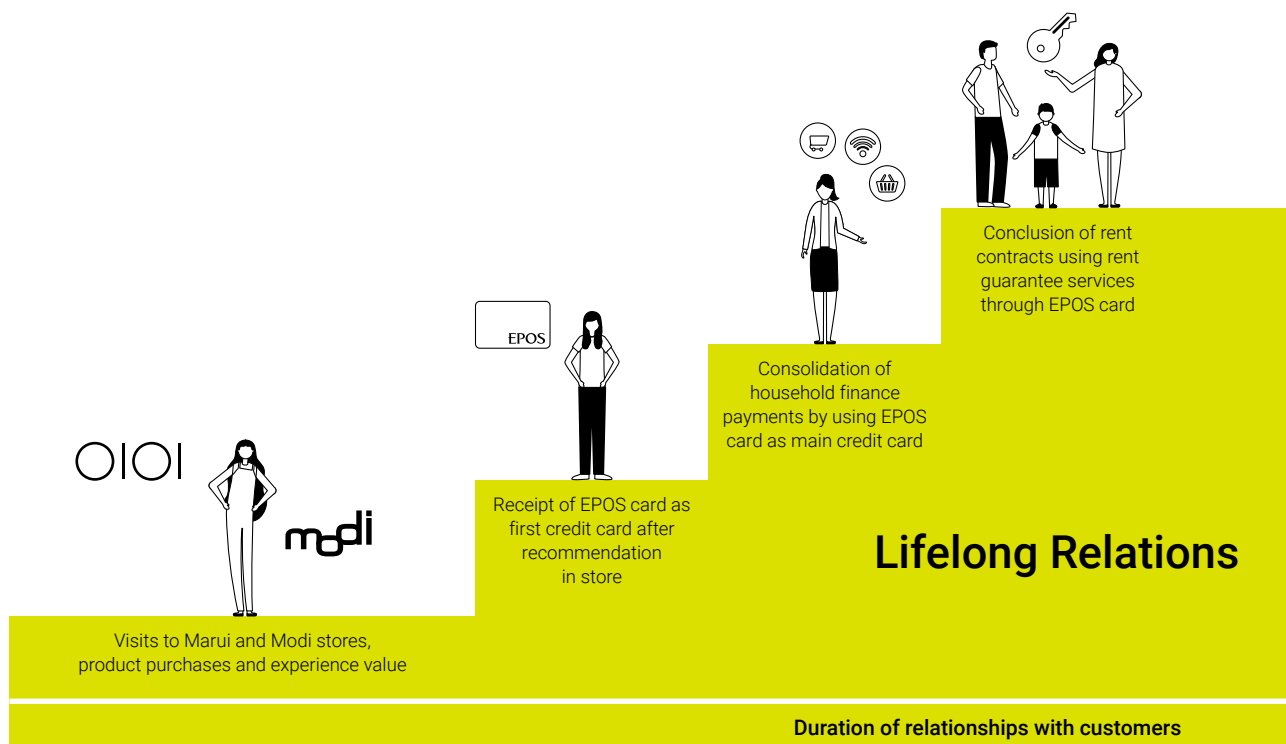 OIOI
modi
Visits to Marui and Modi stores,
product purchases and experience value
EPOS
Receipt of EPOS card as
first credit card after
recommendation
in store
Consolidation of
household finance
payments by using EPOS
card as main credit card
Conclusion of rent
contracts using rent
guarantee services
through EPOS card
Lifelong Relations
Duration of relationships with customers